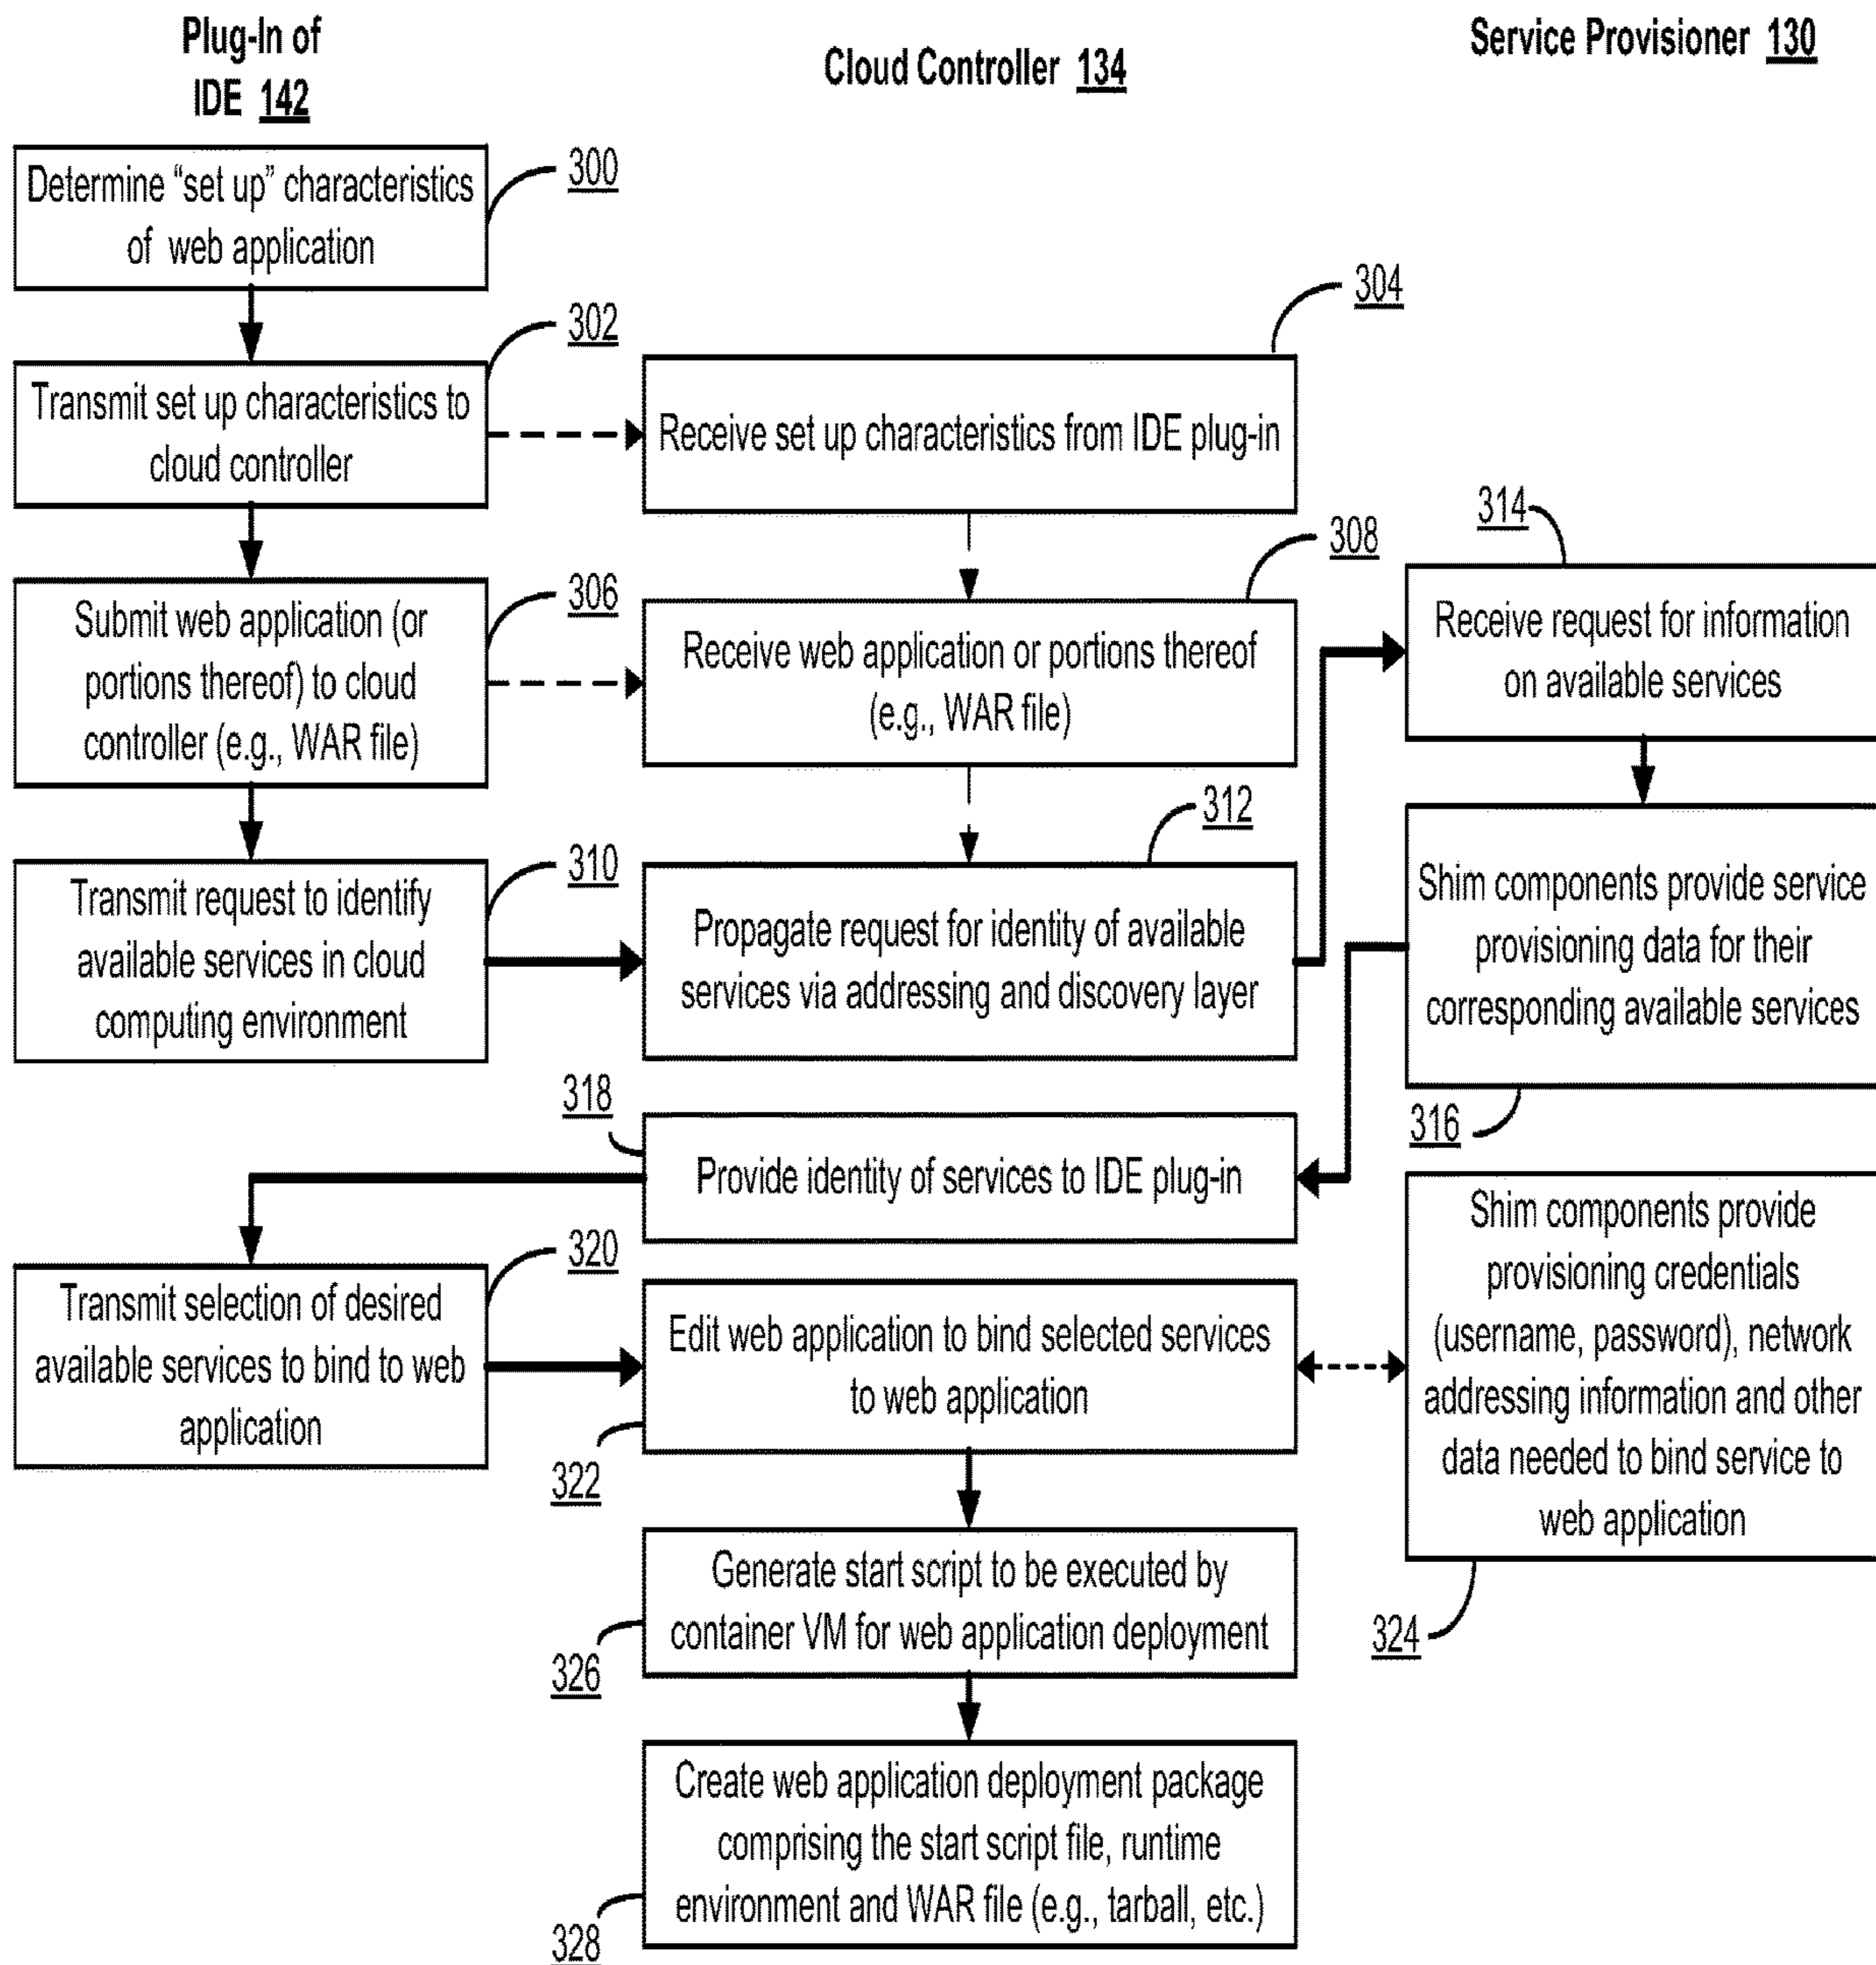 Plug-In of
IDE 142
Cloud Controller 134
Service Provisioner 130
Determine “set up” characteristics
of web application
300
Transmit set up characteristics to
cloud controller
302
Receive set up characteristics from IDE plug-in
304
Submit web application (or
portions thereof) to cloud
controller (e.g., WAR file)
306
Receive web application or portions thereof
(e.g., WAR file)
308
Transmit request to identify
available services in cloud
computing environment
310
Propagate request for identity of available
services via addressing and discovery layer
312
314
Receive request for information
on available services
Shim components provide service
provisioning data for their
corresponding available services
316
318
Provide identity of services to IDE plug-in
320
Transmit selection of desired
available services to bind to web
application
Edit web application to bind selected services
to web application
322
Shim components provide
provisioning credentials
(username, password), network
addressing information and other
data needed to bind service to
web application
324
Generate start script to be executed by
container VM for web application deployment
326
Create web application deployment package
comprising the start script file, runtime
environment and WAR file (e.g., tarball, etc.)
328